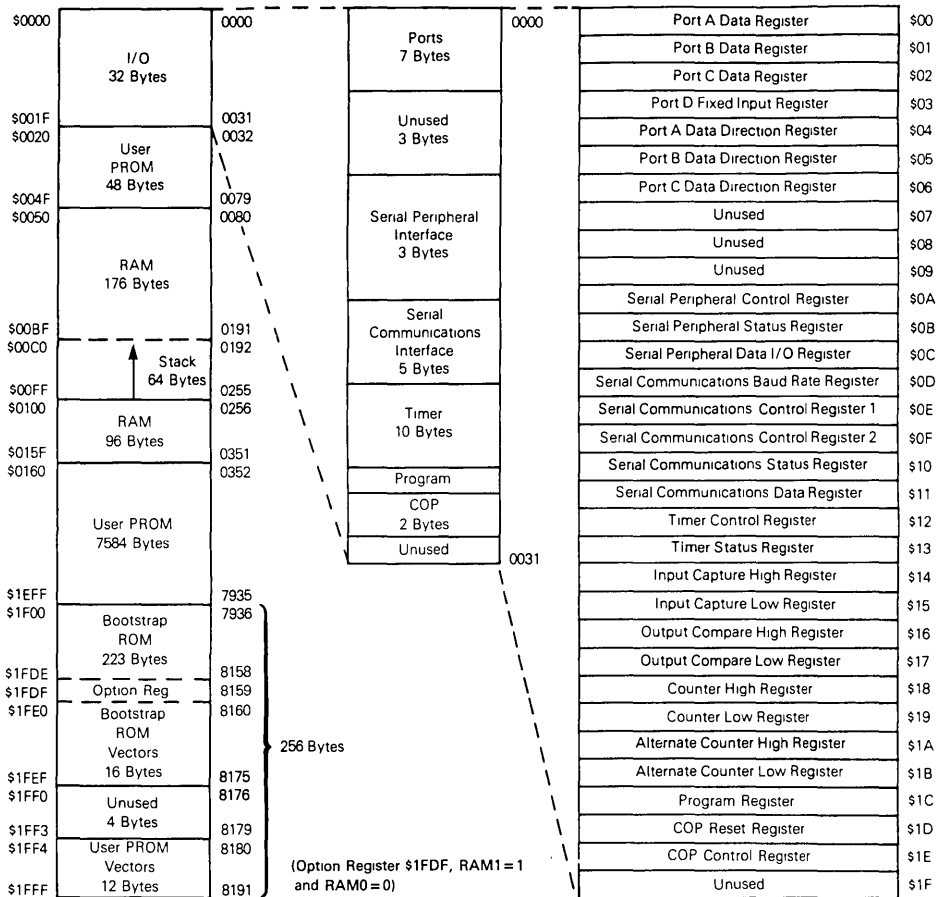 $0000
0000
I/O
32 Bytes
$001F
0031
$0020
0032
User
PROM
48 Bytes
$004F
0079
$0050
0080
RAM
176 Bytes
$00BF
0191
$00C0
0192
Stack
64 Bytes
$00FF
0255
$0100
0256
RAM
96 Bytes
$015F
0351
$0160
0352
User PROM
7584 Bytes
$1EFF
7935
$1F00
7936
Bootstrap
ROM
223 Bytes
$1FDE
8158
$1FDF
Option Reg
8159
$1FE0
8160
Bootstrap
ROM
Vectors
16 Bytes
$1FEF
8175
$1FF0
8176
Unused
4 Bytes
$1FF3
8179
$1FF4
8180
User PROM
Vectors
12 Bytes
$1FFF
8191
256 Bytes
(Option Register $1FDF, RAM1 = 1
and RAM0 = 0)
0000
Ports
7 Bytes
Unused
3 Bytes
Serial Peripheral
Interface
3 Bytes
Serial
Communications
Interface
5 Bytes
Timer
10 Bytes
Program
COP
2 Bytes
Unused
0031
Port A Data Register $00
Port B Data Register $01
Port C Data Register $02
Port D Fixed Input Register $03
Port A Data Direction Register $04
Port B Data Direction Register $05
Port C Data Direction Register $06
Unused $07
Unused $08
Unused $09
Serial Peripheral Control Register $0A
Serial Peripheral Status Register $0B
Serial Peripheral Data I/O Register $0C
Serial Communications Baud Rate Register $0D
Serial Communications Control Register 1 $0E
Serial Communications Control Register 2 $0F
Serial Communications Status Register $10
Serial Communications Data Register $11
Timer Control Register $12
Timer Status Register $13
Input Capture High Register $14
Input Capture Low Register $15
Output Compare High Register $16
Output Compare Low Register $17
Counter High Register $18
Counter Low Register $19
Alternate Counter High Register $1A
Alternate Counter Low Register $1B
Program Register $1C
COP Reset Register $1D
COP Control Register $1E
Unused $1F